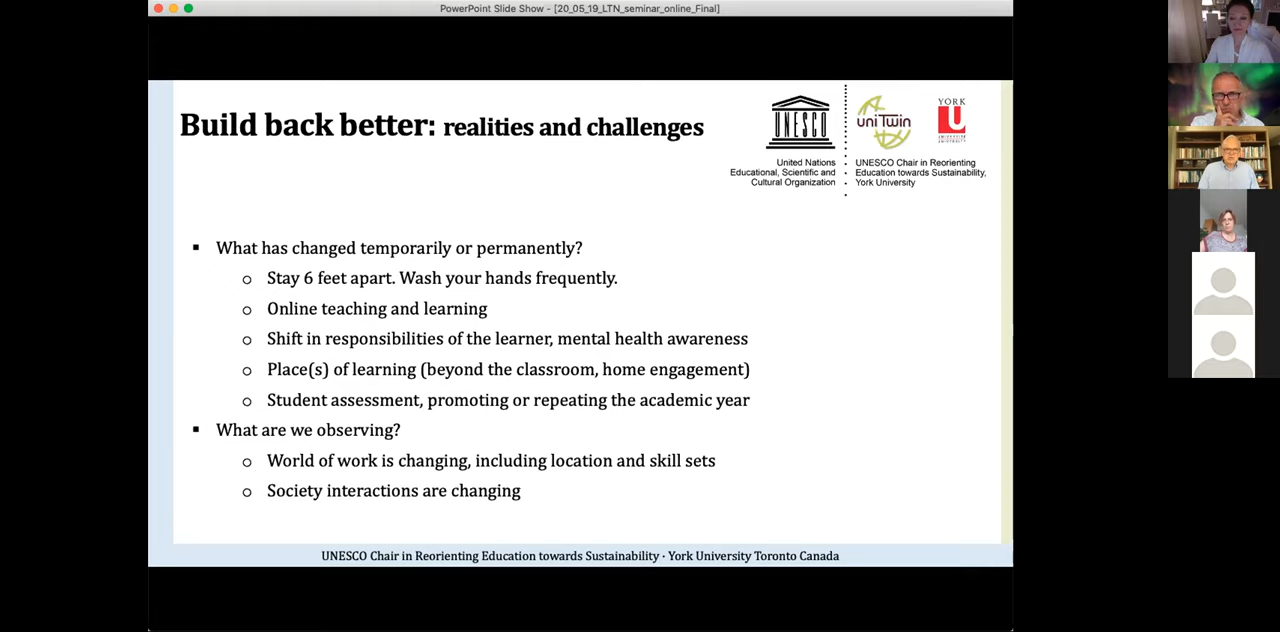 PowerPoint Slide Show - [20_05_19_LTN_seminar_online_Final]
Build back better: realities and challenges
UNESCO
United Nations
Educational, Scientific and
Cultural Organization
uniTwin
YORK
U
UNESCO Chair in Reorienting
Education towards Sustainability,
York University
▪ What has changed temporarily or permanently?
o Stay 6 feet apart. Wash your hands frequently.
o Online teaching and learning
o Shift in responsibilities of the learner, mental health awareness
o Place(s) of learning (beyond the classroom, home engagement)
o Student assessment, promoting or repeating the academic year
▪ What are we observing?
o World of work is changing, including location and skill sets
o Society interactions are changing
UNESCO Chair in Reorienting Education towards Sustainability · York University Toronto Canada